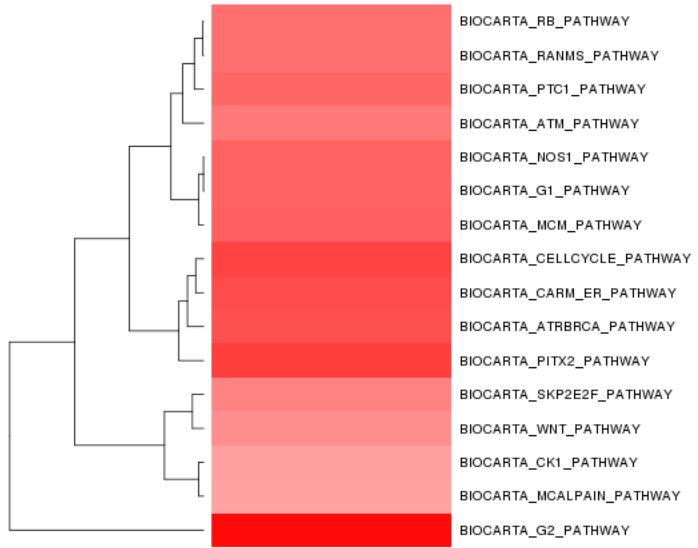 BIOCARTA_RB_PATHWAY
BIOCARTA_RANMS_PATHWAY
BIOCARTA_PTC1_PATHWAY
BIOCARTA_ATM_PATHWAY
BIOCARTA_NOS1_PATHWAY
BIOCARTA_G1_PATHWAY
BIOCARTA_MCM_PATHWAY
BIOCARTA_CELLCYCLE_PATHWAY
BIOCARTA_CARM_ER_PATHWAY
BIOCARTA_ATRBRCA_PATHWAY
BIOCARTA_PITX2_PATHWAY
BIOCARTA_SKP2E2F_PATHWAY
BIOCARTA_WNT_PATHWAY
BIOCARTA_CK1_PATHWAY
BIOCARTA_MCALPAIN_PATHWAY
BIOCARTA_G2_PATHWAY